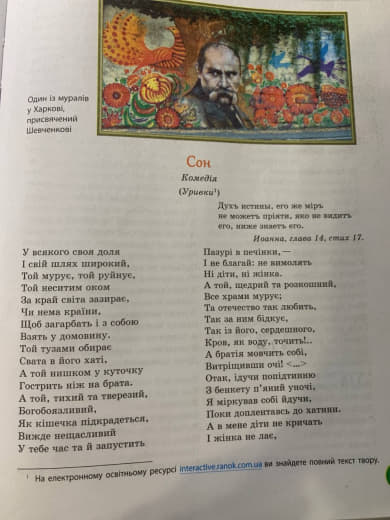 Один із муралів
у Харкові,
присвячений
Шевченкові
Сон
Комедія
(Уривки¹)
Духъ истины, его же міръ
не можетъ пріяти, яко не видитъ
его, ниже знаетъ его.
Иоанна, глава 14, стих 17.
У всякого своя доля
І свій шлях широкий,
Той мурує, той руйнує,
Той неситим оком
За край світа зазирає,
Чи нема країни,
Щоб загарбать і з собою
Взять у домовину.
Той тузами обирає
Свата в його хаті,
А той нишком у куточку
Гострить ніж на брата.
А той, тихий та тверезий,
Богобоязливий,
Як кішечка підкрадеться,
Вижде нещасливий
У тебе час та й запустить
Пазурі в печінки, —
І не благай: не вимолять
Ні діти, ні жінка.
А той, щедрий та розкошний,
Все храми мурує;
Та отечество так любить,
Так за ним бідкує,
Так із його, сердешного,
Кров, як воду, точить!..
А братія мовчить собі,
Витріщивши очі! <...>
Отак, ідучи попідтинню
З бенкету п'яний уночі,
Я міркував собі йдучи,
Поки доплентавсь до хатини.
А в мене діти не кричать
І жінка не лає,
¹ На електронному освітньому ресурсі interactive.ranok.com.ua ви знайдете повний текст твору.